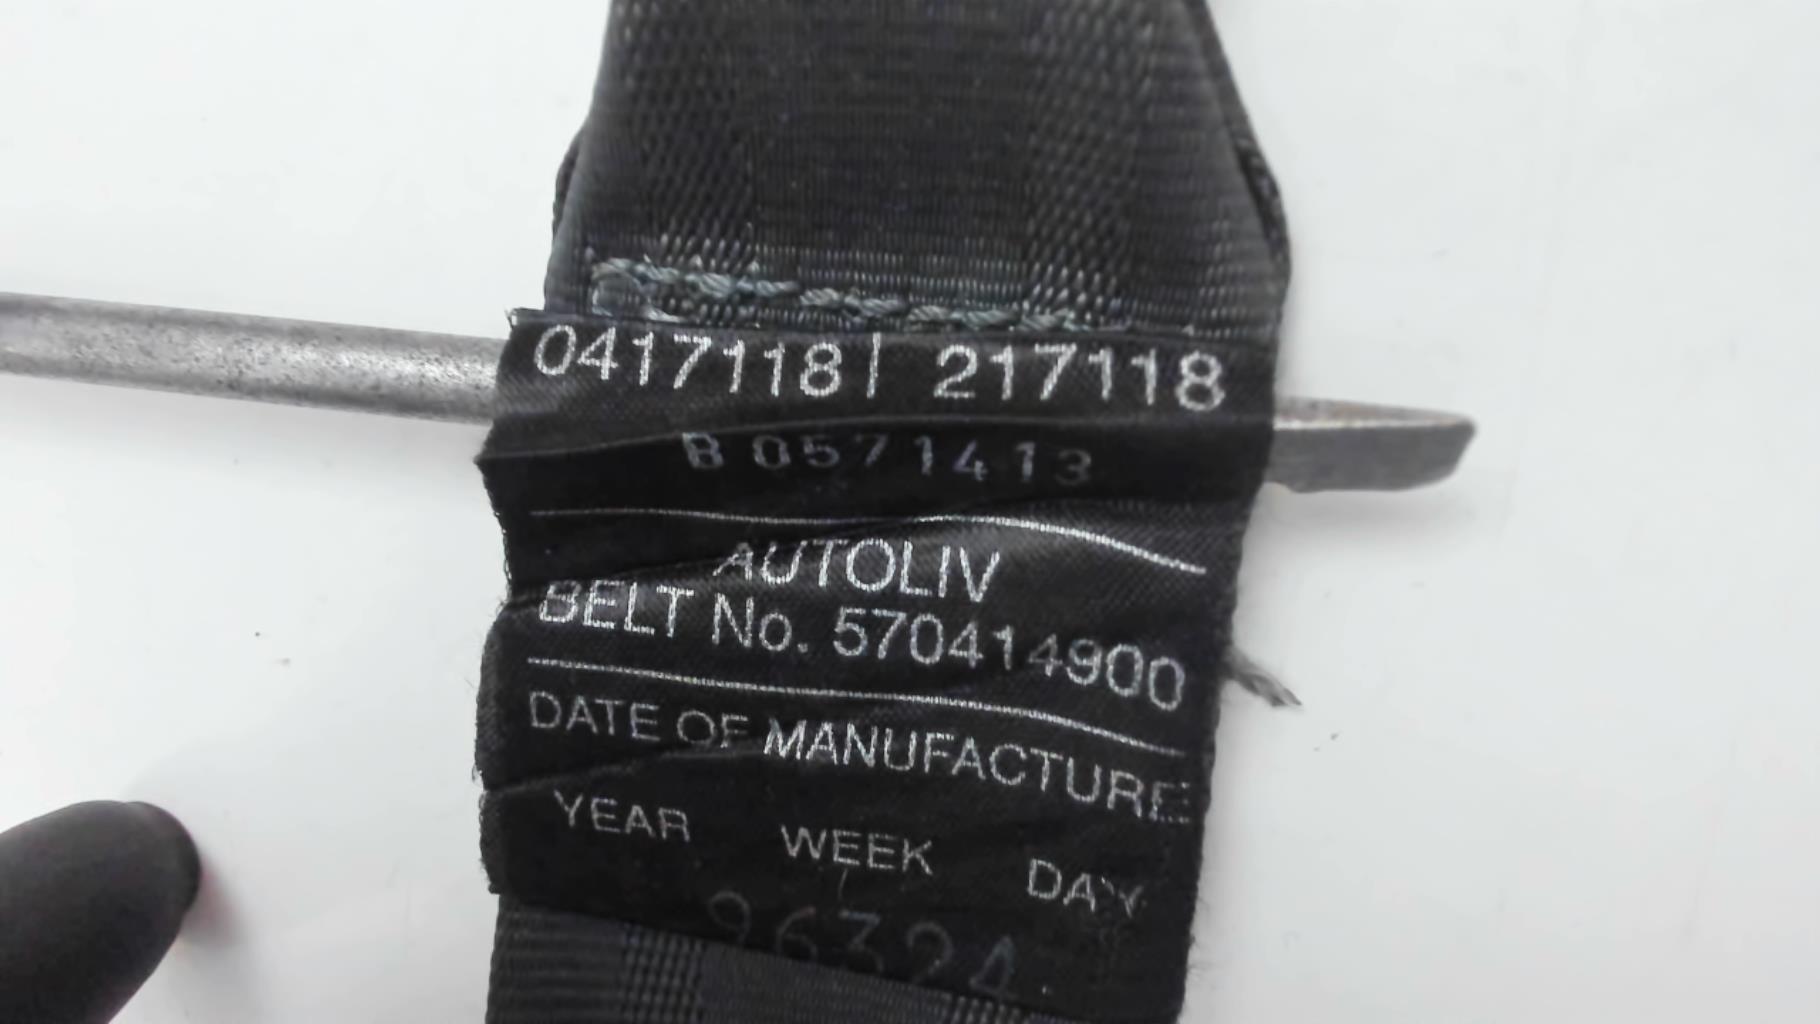 0417118| 217118
B 0571413
AUTOLIV
BELT No. 570414900
DATE OF MANUFACTURE
YEAR WEEK DAY
96324